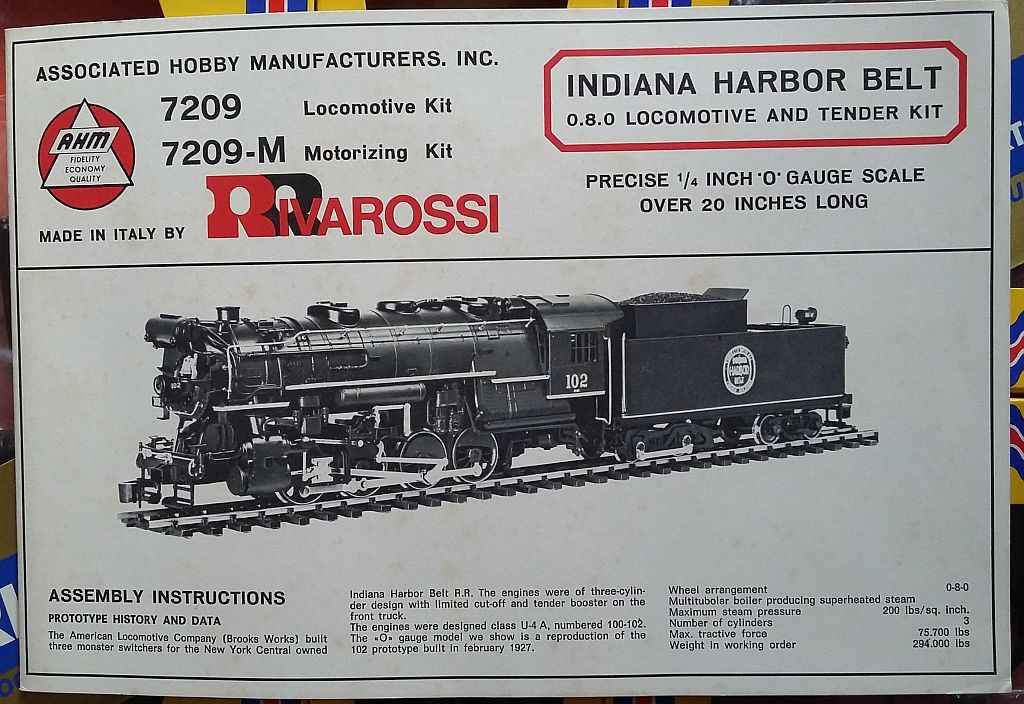 ASSOCIATED HOBBY MANUFACTURERS. INC.
7209 Locomotive Kit
7209-M Motorizing Kit
AHM
FIDELITY
ECONOMY
QUALITY
MADE IN ITALY BY RIVAROSSI
INDIANA HARBOR BELT
0.8.0 LOCOMOTIVE AND TENDER KIT
PRECISE 1/4 INCH "O" GAUGE SCALE
OVER 20 INCHES LONG
102
102
HARBOR
BELT
ASSEMBLY INSTRUCTIONS
PROTOTYPE HISTORY AND DATA
The American Locomotive Company (Brooks Works) built
three monster switchers for the New York Central owned
Indiana Harbor Belt R.R. The engines were of three-cylin-
der design with limited cut-off and tender booster on the
front truck.
The engines were designed class U-4 A, numbered 100-102.
The «O» gauge model we show is a reproduction of the
102 prototype built in february 1927.
Wheel arrangement 0-8-0
Multitubolar boiler producing superheated steam
Maximum steam pressure 200 lbs/sq. inch.
Number of cylinders 3
Max. tractive force 75.700 lbs
Weight in working order 294.000 lbs